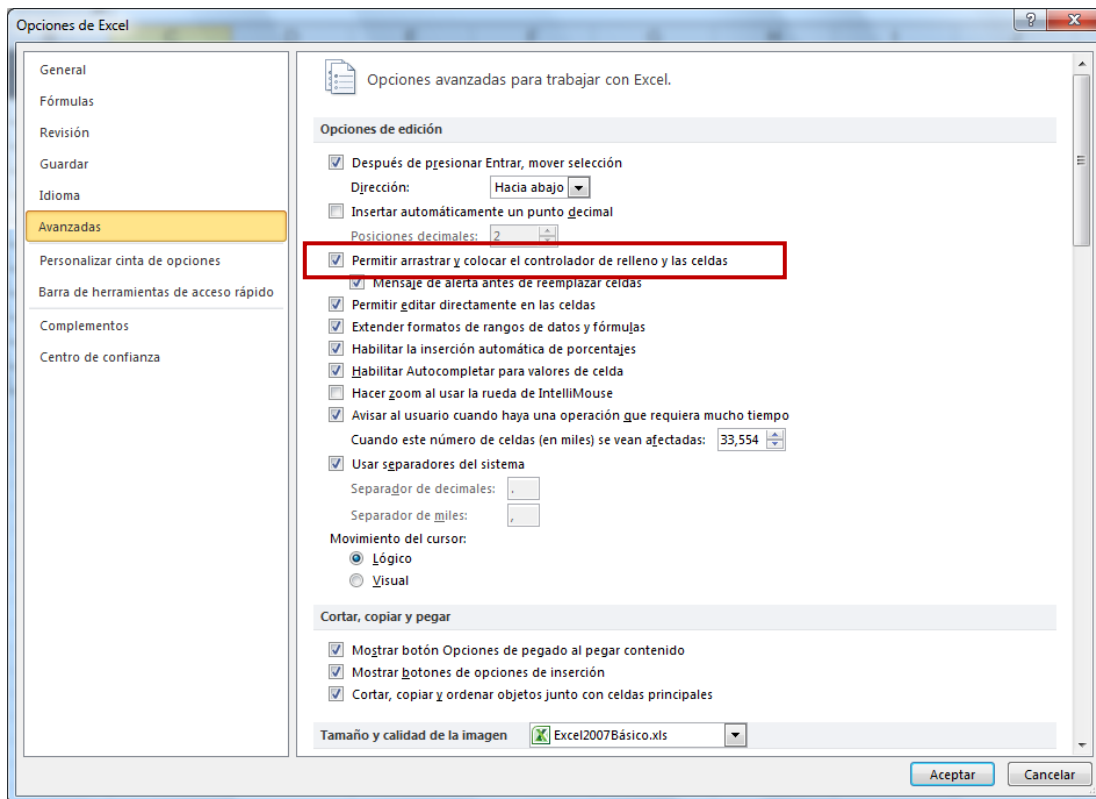 Opciones de Excel
General
Fórmulas
Revisión
Guardar
Idioma
Avanzadas
Personalizar cinta de opciones
Barra de herramientas de acceso rápido
Complementos
Centro de confianza
Opciones avanzadas para trabajar con Excel.
Opciones de edición
Después de presionar Entrar, mover selección
Dirección: Hacia abajo
Insertar automáticamente un punto decimal
Posiciones decimales: 2
Permitir arrastrar y colocar el controlador de relleno y las celdas
Mensaje de alerta antes de reemplazar celdas
Permitir editar directamente en las celdas
Extender formatos de rangos de datos y fórmulas
Habilitar la inserción automática de porcentajes
Habilitar Autocompletar para valores de celda
Hacer zoom al usar la rueda de IntelliMouse
Avisar al usuario cuando haya una operación que requiera mucho tiempo
Cuando este número de celdas (en miles) se vean afectadas: 33,554
Usar separadores del sistema
Separador de decimales: .
Separador de miles: ,
Movimiento del cursor:
Lógico
Visual
Cortar, copiar y pegar
Mostrar botón Opciones de pegado al pegar contenido
Mostrar botones de opciones de inserción
Cortar, copiar y ordenar objetos junto con celdas principales
Tamaño y calidad de la imagen Excel2007Básico.xls
Aceptar Cancelar